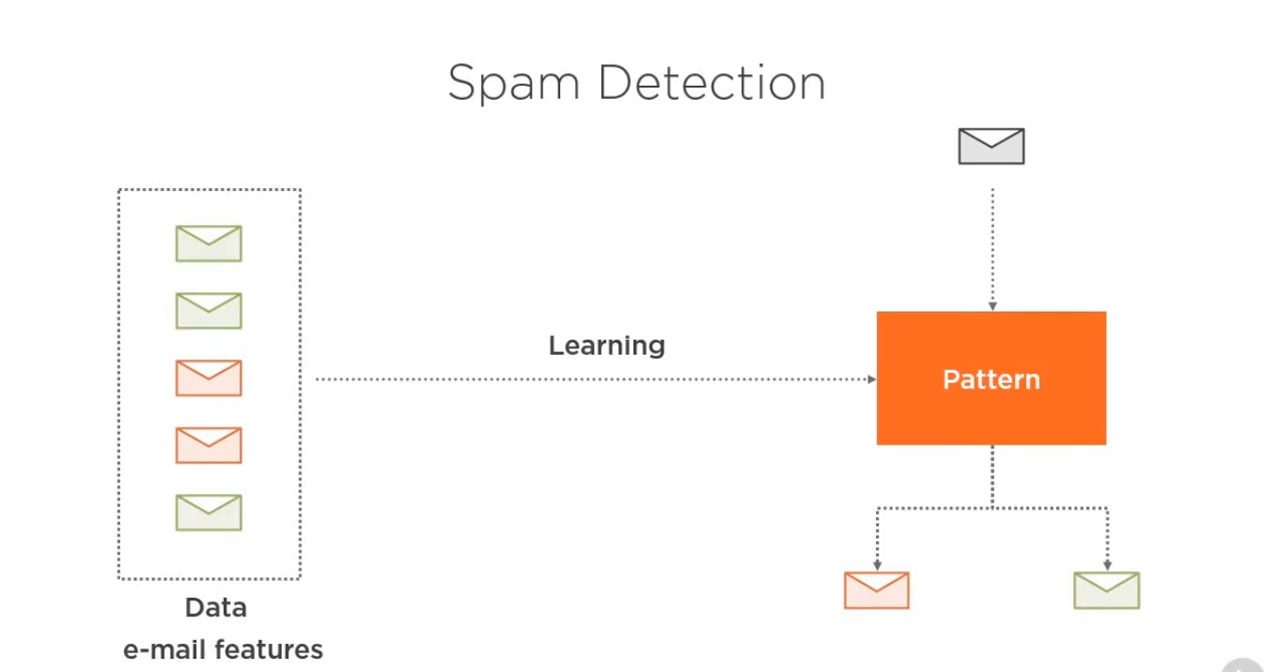 Spam Detection
Learning
Pattern
Data
e-mail features